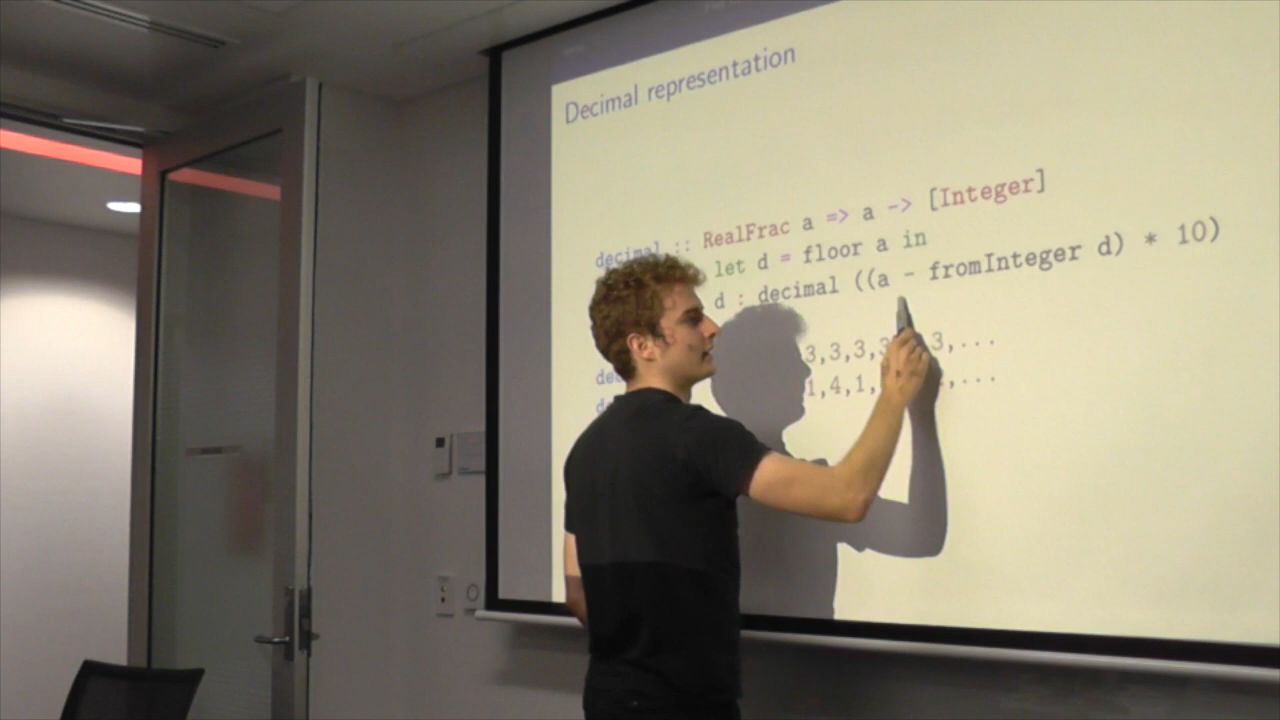 Decimal representation
decimal :: RealFrac a => a -> [Integer]
let d = floor a in
d : decimal ((a - fromInteger d) * 10)
3,3,3,3 3,...
1,4,1, ,...